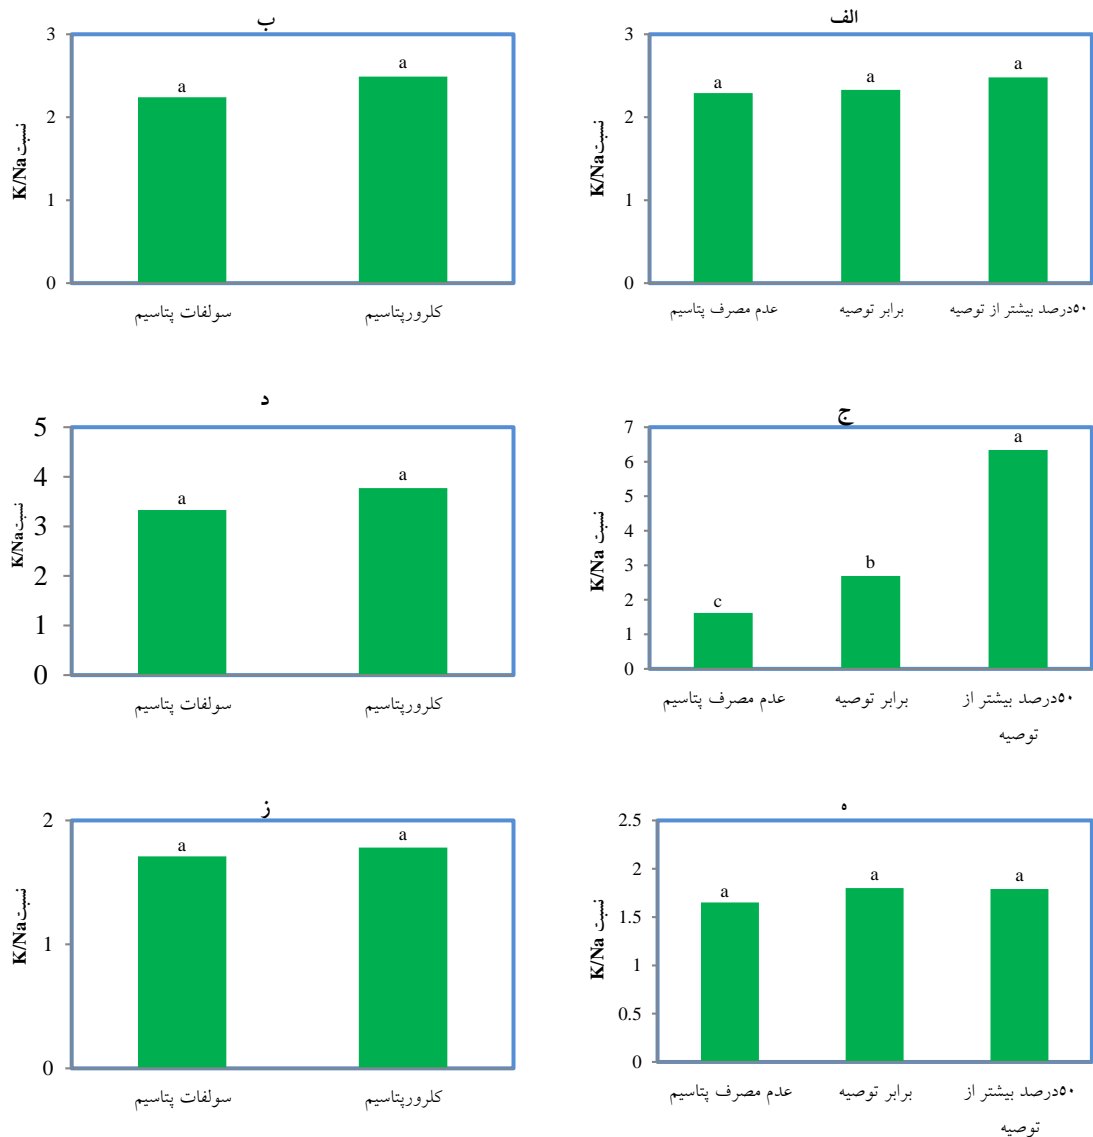 الف
3
2
1
0
نسبت K/Na
a
a
a
عدم مصرف پتاسیم
برابر توصیه
۵۰درصد بیشتر از توصیه
ب
3
2
1
0
نسبت K/Na
a
a
سولفات پتاسیم
کلرورپتاسیم
ج
7
6
5
4
3
2
1
0
نسبت K/Na
c
b
a
عدم مصرف پتاسیم
برابر توصیه
۵۰درصد بیشتر از
توصیه
د
5
4
3
2
1
0
نسبت K/Na
a
a
سولفات پتاسیم
کلرورپتاسیم
ه
2.5
2
1.5
1
0.5
0
نسبت K/Na
a
a
a
عدم مصرف پتاسیم
برابر توصیه
۵۰درصد بیشتر از
توصیه
ز
2
1
0
نسبت K/Na
a
a
سولفات پتاسیم
کلرورپتاسیم